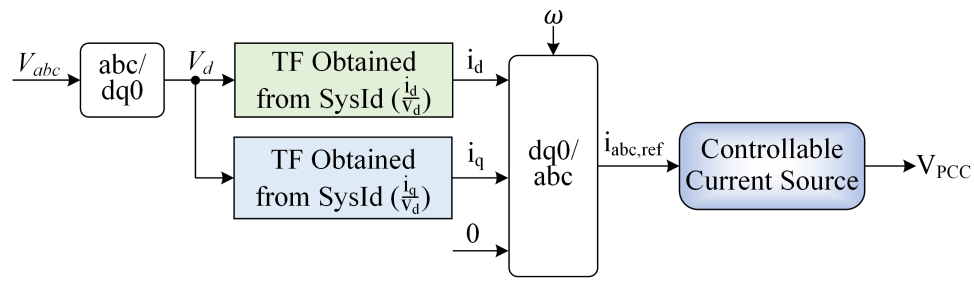 V_abc
abc/
dq0
V_d
TF Obtained
from SysId (i_d/v_d)
i_d
TF Obtained
from SysId (i_q/v_d)
i_q
0
ω
dq0/
abc
i_abc,ref
Controllable
Current Source
V_PCC